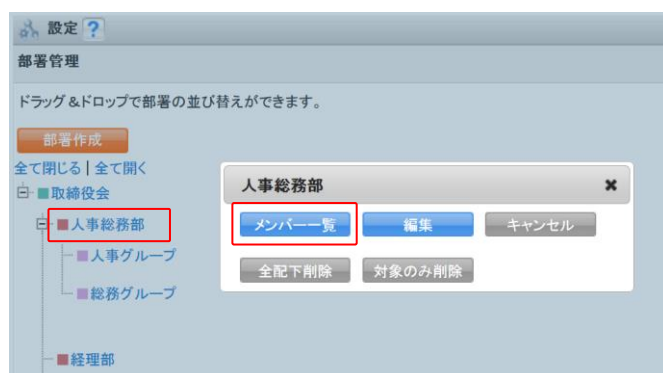 設定 ?
部署管理
ドラッグ&ドロップで部署の並び替えができます。
部署作成
全て閉じる | 全て開く
取締役会
人事総務部
人事グループ
総務グループ
経理部
人事総務部 ✖
メンバー一覧 編集 キャンセル
全配下削除 対象のみ削除